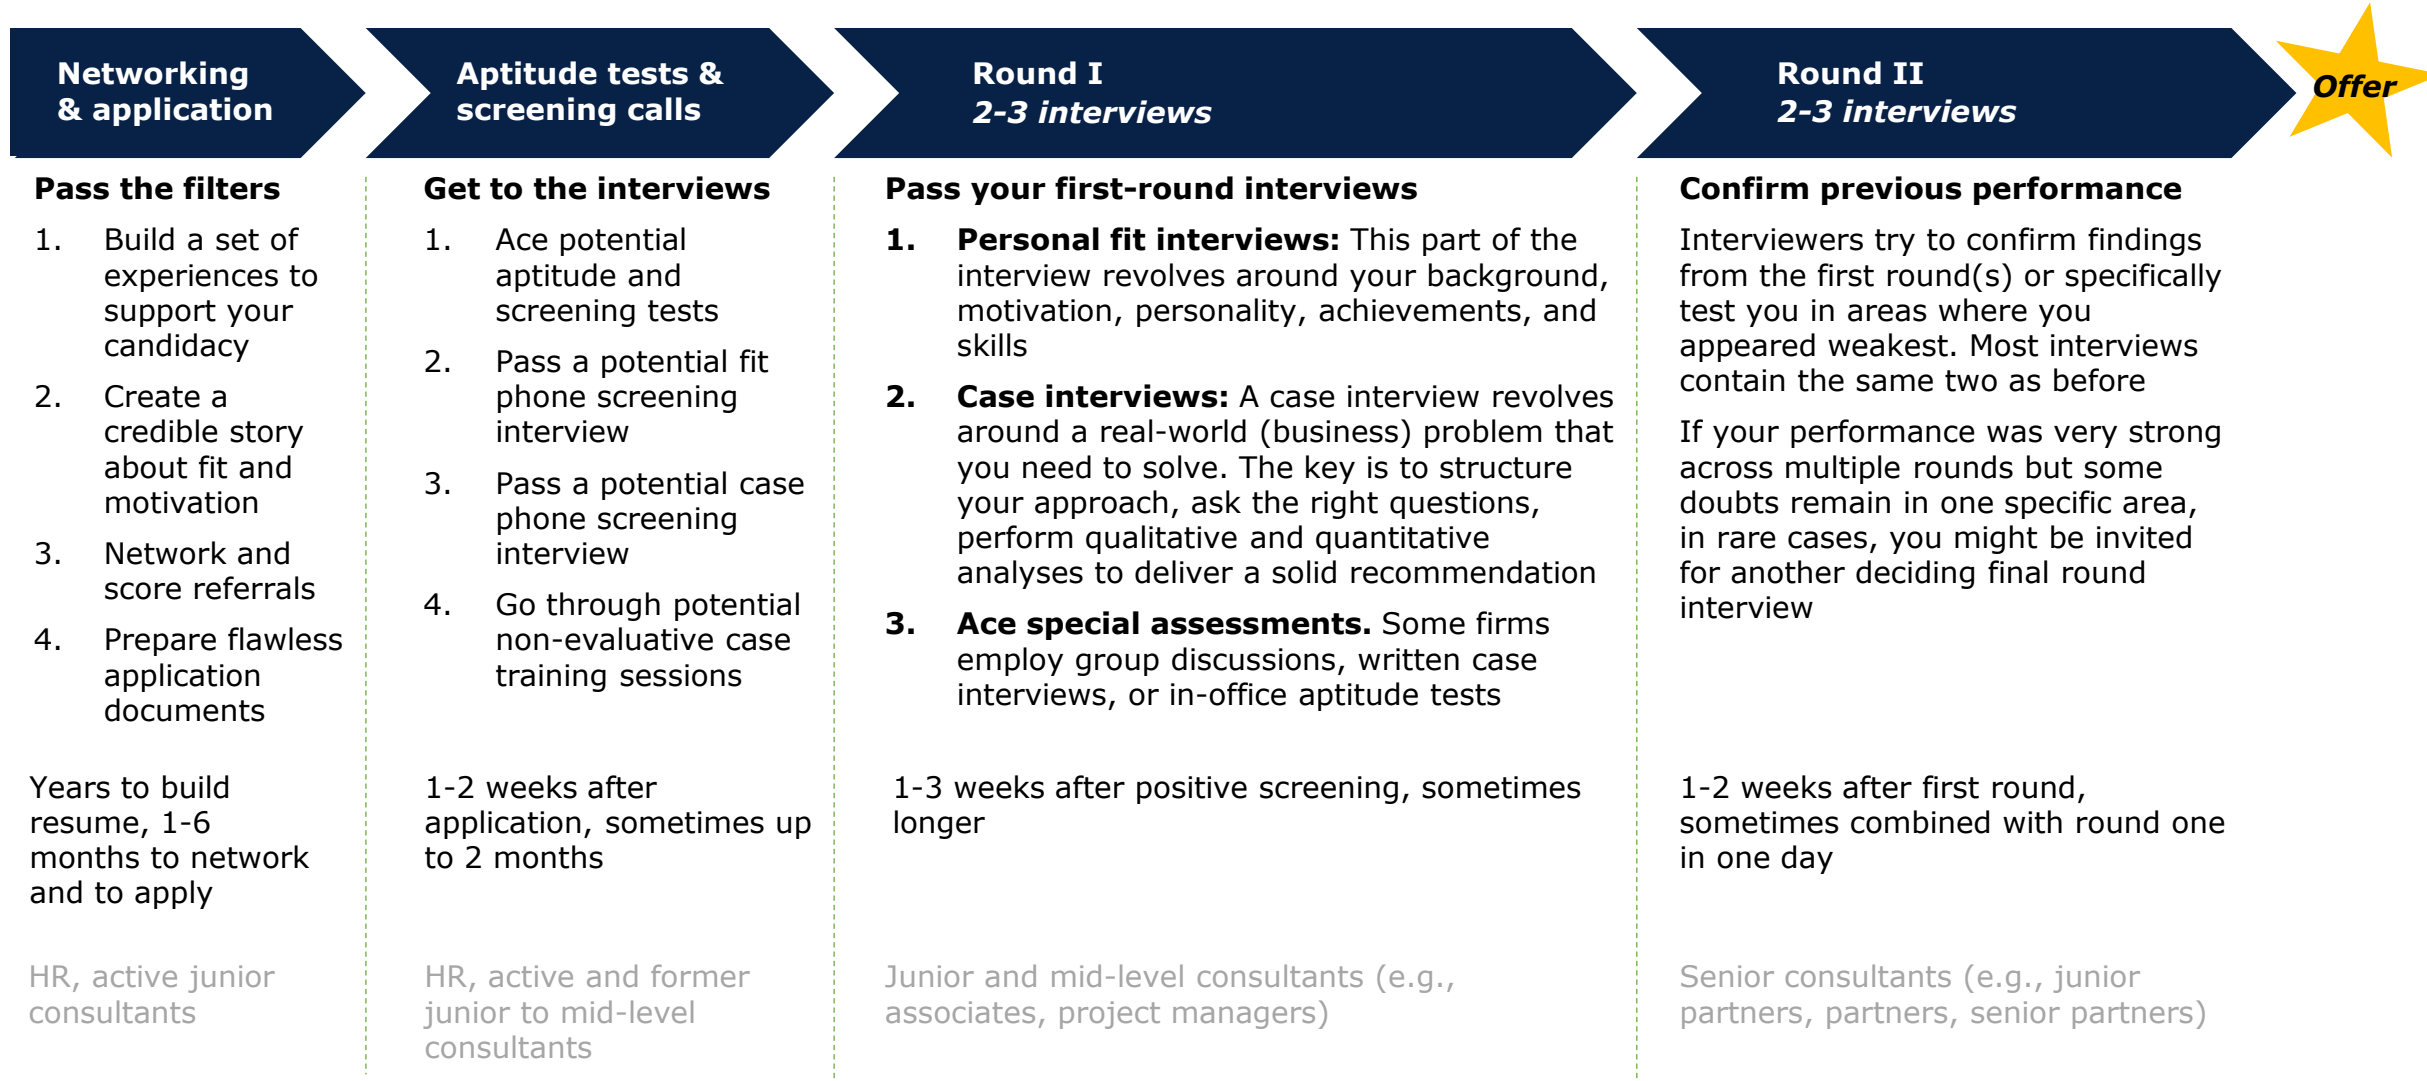 Networking
& application
Aptitude tests &
screening calls
Round I
2-3 interviews
Round II
2-3 interviews
Offer
Pass the filters
1. Build a set of
experiences to
support your
candidacy
2. Create a
credible story
about fit and
motivation
3. Network and
score referrals
4. Prepare flawless
application
documents
Years to build
resume, 1-6
months to network
and to apply
HR, active junior
consultants
Get to the interviews
1. Ace potential
aptitude and
screening tests
2. Pass a potential fit
phone screening
interview
3. Pass a potential case
phone screening
interview
4. Go through potential
non-evaluative case
training sessions
1-2 weeks after
application, sometimes up
to 2 months
HR, active and former
junior to mid-level
consultants
Pass your first-round interviews
1. Personal fit interviews: This part of the
interview revolves around your background,
motivation, personality, achievements, and
skills
2. Case interviews: A case interview revolves
around a real-world (business) problem that
you need to solve. The key is to structure
your approach, ask the right questions,
perform qualitative and quantitative
analyses to deliver a solid recommendation
3. Ace special assessments. Some firms
employ group discussions, written case
interviews, or in-office aptitude tests
1-3 weeks after positive screening, sometimes
longer
Junior and mid-level consultants (e.g.,
associates, project managers)
Confirm previous performance
Interviewers try to confirm findings
from the first round(s) or specifically
test you in areas where you
appeared weakest. Most interviews
contain the same two as before
If your performance was very strong
across multiple rounds but some
doubts remain in one specific area,
in rare cases, you might be invited
for another deciding final round
interview
1-2 weeks after first round,
sometimes combined with round one
in one day
Senior consultants (e.g., junior
partners, partners, senior partners)